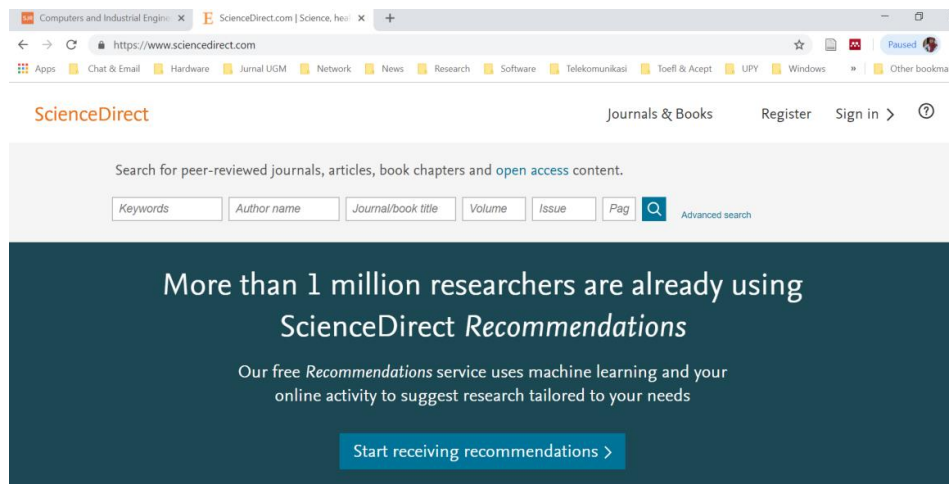 Computers and Industrial Engine
ScienceDirect.com | Science, heal
https://www.sciencedirect.com
Paused
Apps Chat & Email Hardware Jurnal UGM Network News Research Software Telekomunikasi Toefl & Acept UPY Windows » Other bookma
ScienceDirect
Journals & Books Register Sign in >
Search for peer-reviewed journals, articles, book chapters and open access content.
Keywords Author name Journal/book title Volume Issue Pag Advanced search
More than 1 million researchers are already using
ScienceDirect Recommendations
Our free Recommendations service uses machine learning and your
online activity to suggest research tailored to your needs
Start receiving recommendations >